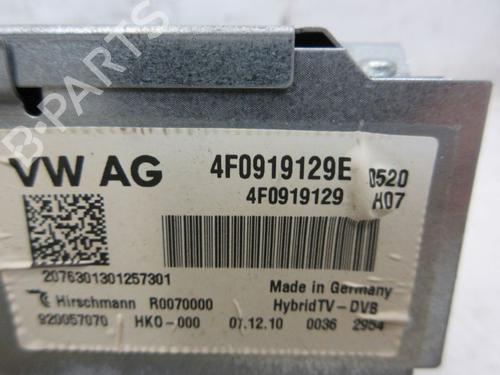 B-PARTS
VW AG 4F0919129E 0520
4F0919129 H07
2076301301257301 Made in Germany
Hirschmann R0070000 HybridTV-DVB
920057070 HKO-000 07.12.10 0036 2954